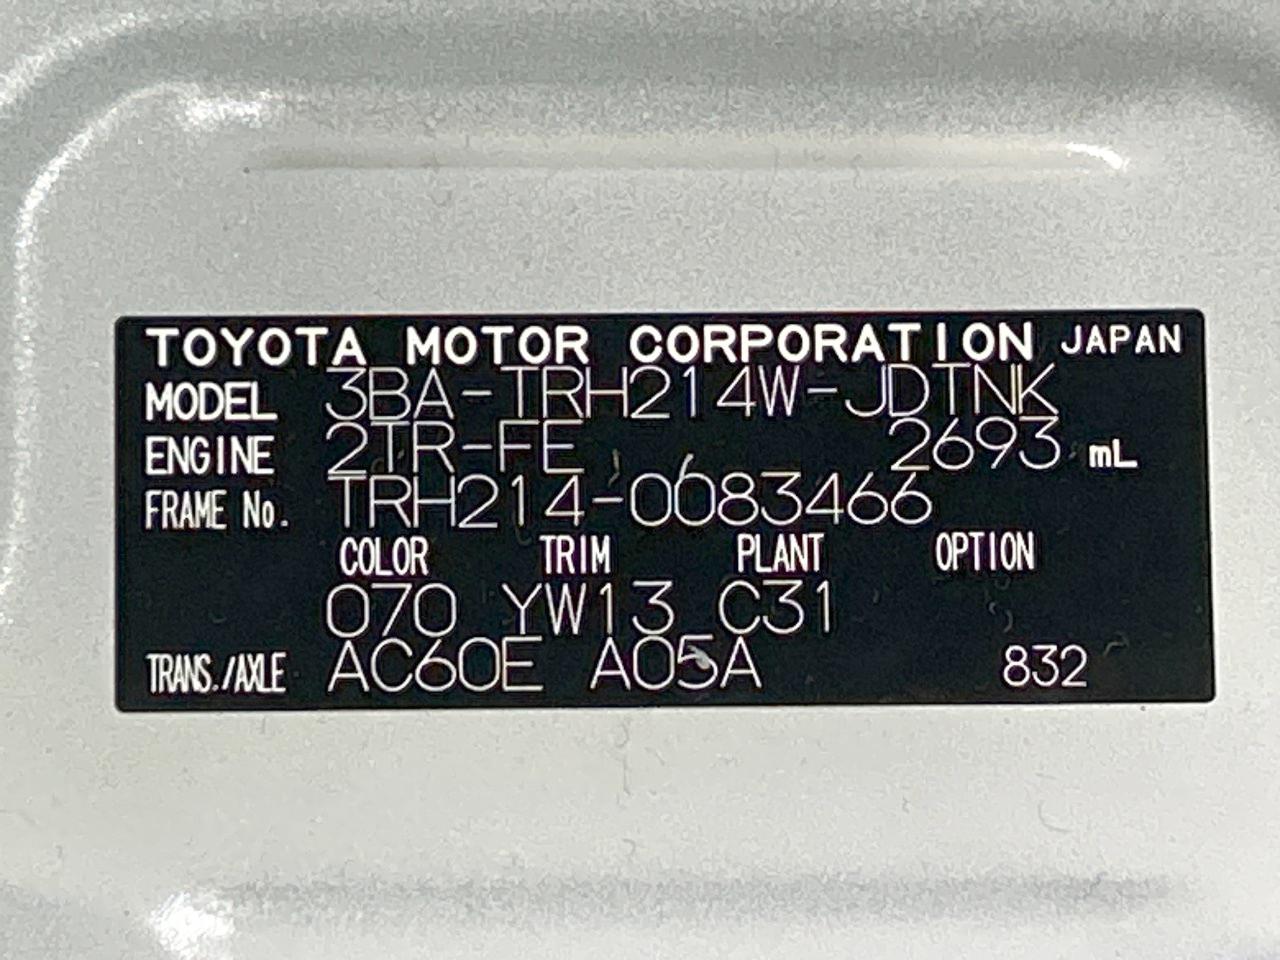 TOYOTA MOTOR CORPORATION JAPAN
MODEL 3BA-TRH214W-JDTNK
ENGINE 2TR-FE 2693 mL
FRAME No. TRH214-0083466
COLOR TRIM PLANT OPTION
070 YW13 C31
TRANS./AXLE AC60E A05A 832